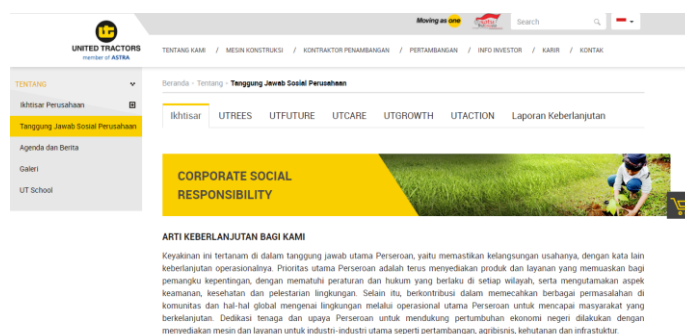 Moving as one
Search
UNITED TRACTORS
member of ASTRA
TENTANG KAMI / MESIN KONSTRUKSI / KONTRAKTOR PENAMBANGAN / PERTAMBANGAN / INFO INVESTOR / KARIR / KONTAK
TENTANG
Ikhtisar Perusahaan
Tanggung Jawab Sosial Perusahaan
Agenda dan Berita
Galeri
UT School
Beranda - Tentang - Tanggung Jawab Sosial Perusahaan
Ikhtisar UTREES UTFUTURE UTCARE UTGROWTH UTACTION Laporan Keberlanjutan
CORPORATE SOCIAL
RESPONSIBILITY
ARTI KEBERLANJUTAN BAGI KAMI
Keyakinan ini tertanam di dalam tanggung jawab utama Perseroan, yaitu memastikan kelangsungan usahanya, dengan kata lain
keberlanjutan operasionalnya. Prioritas utama Perseroan adalah terus menyediakan produk dan layanan yang memuaskan bagi
pemangku kepentingan, dengan mematuhi peraturan dan hukum yang berlaku di setiap wilayah, serta mengutamakan aspek
keamanan, kesehatan dan pelestarian lingkungan. Selain itu, berkontribusi dalam memecahkan berbagai permasalahan di
komunitas dan hal-hal global mengenai lingkungan melalui operasional utama Perseroan untuk mencapai masyarakat yang
berkelanjutan. Dedikasi tenaga dan upaya Perseroan untuk mendukung pertumbuhan ekonomi negeri dilakukan dengan
menyediakan mesin dan layanan untuk industri-industri utama seperti pertambangan, agribisnis, kehutanan dan infrastruktur.